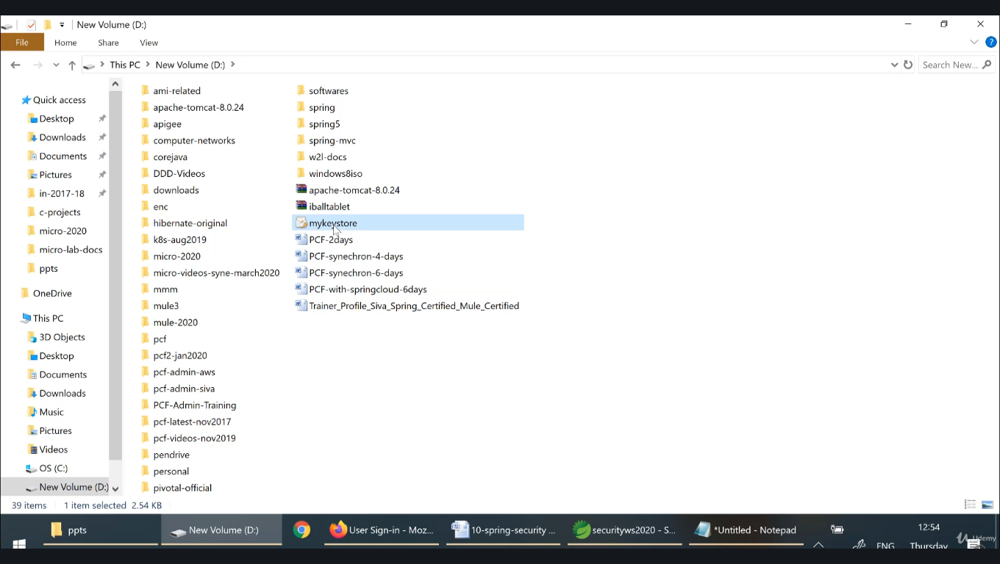 New Volume (D:)
File
Home
Share
View
This PC
New Volume (D:)
Search New...
Quick access
Desktop
Downloads
Documents
Pictures
in-2017-18
c-projects
micro-2020
micro-lab-docs
ppts
OneDrive
This PC
3D Objects
Desktop
Documents
Downloads
Music
Pictures
Videos
OS (C:)
New Volume (D:)
ami-related
apache-tomcat-8.0.24
apigee
computer-networks
corejava
DDD-Videos
downloads
enc
hibernate-original
k8s-aug2019
micro-2020
micro-videos-syne-march2020
mmm
mule3
mule-2020
pcf
pcf2-jan2020
pcf-admin-aws
pcf-admin-siva
PCF-Admin-Training
pcf-latest-nov2017
pcf-videos-nov2019
pendrive
personal
pivotal-official
softwares
spring
spring5
spring-mvc
w2l-docs
windows8iso
apache-tomcat-8.0.24
iballtablet
mykeystore
PCF-2days
PCF-synechron-4-days
PCF-synechron-6-days
PCF-with-springcloud-6days
Trainer_Profile_Siva_Spring_Certified_Mule_Certified
39 items
1 item selected 2.54 KB
ppts
New Volume (D:)
User Sign-in - Moz...
10-spring-security ...
securityws2020 - S...
*Untitled - Notepad
12:54
ENG
Thursday
Udemy